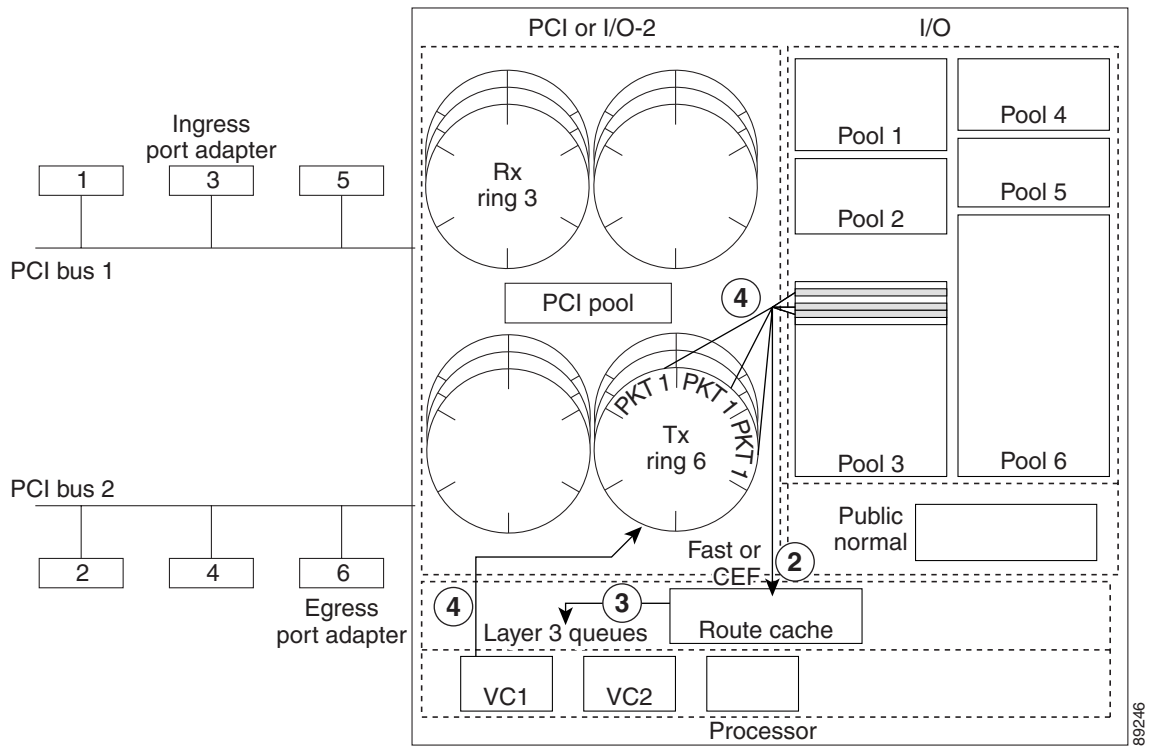 PCI or I/O-2
I/O
Ingress
port adapter
1
3
5
PCI bus 1
Rx
ring 3
Pool 1
Pool 4
Pool 2
Pool 5
PCI pool
4
PKT 1
PKT 1
PKT 1
Tx
ring 6
Pool 3
Pool 6
PCI bus 2
2
4
6
Egress
port adapter
Public
normal
Fast or
CEF
2
4
3
Layer 3 queues
Route cache
VC1
VC2
Processor
89246